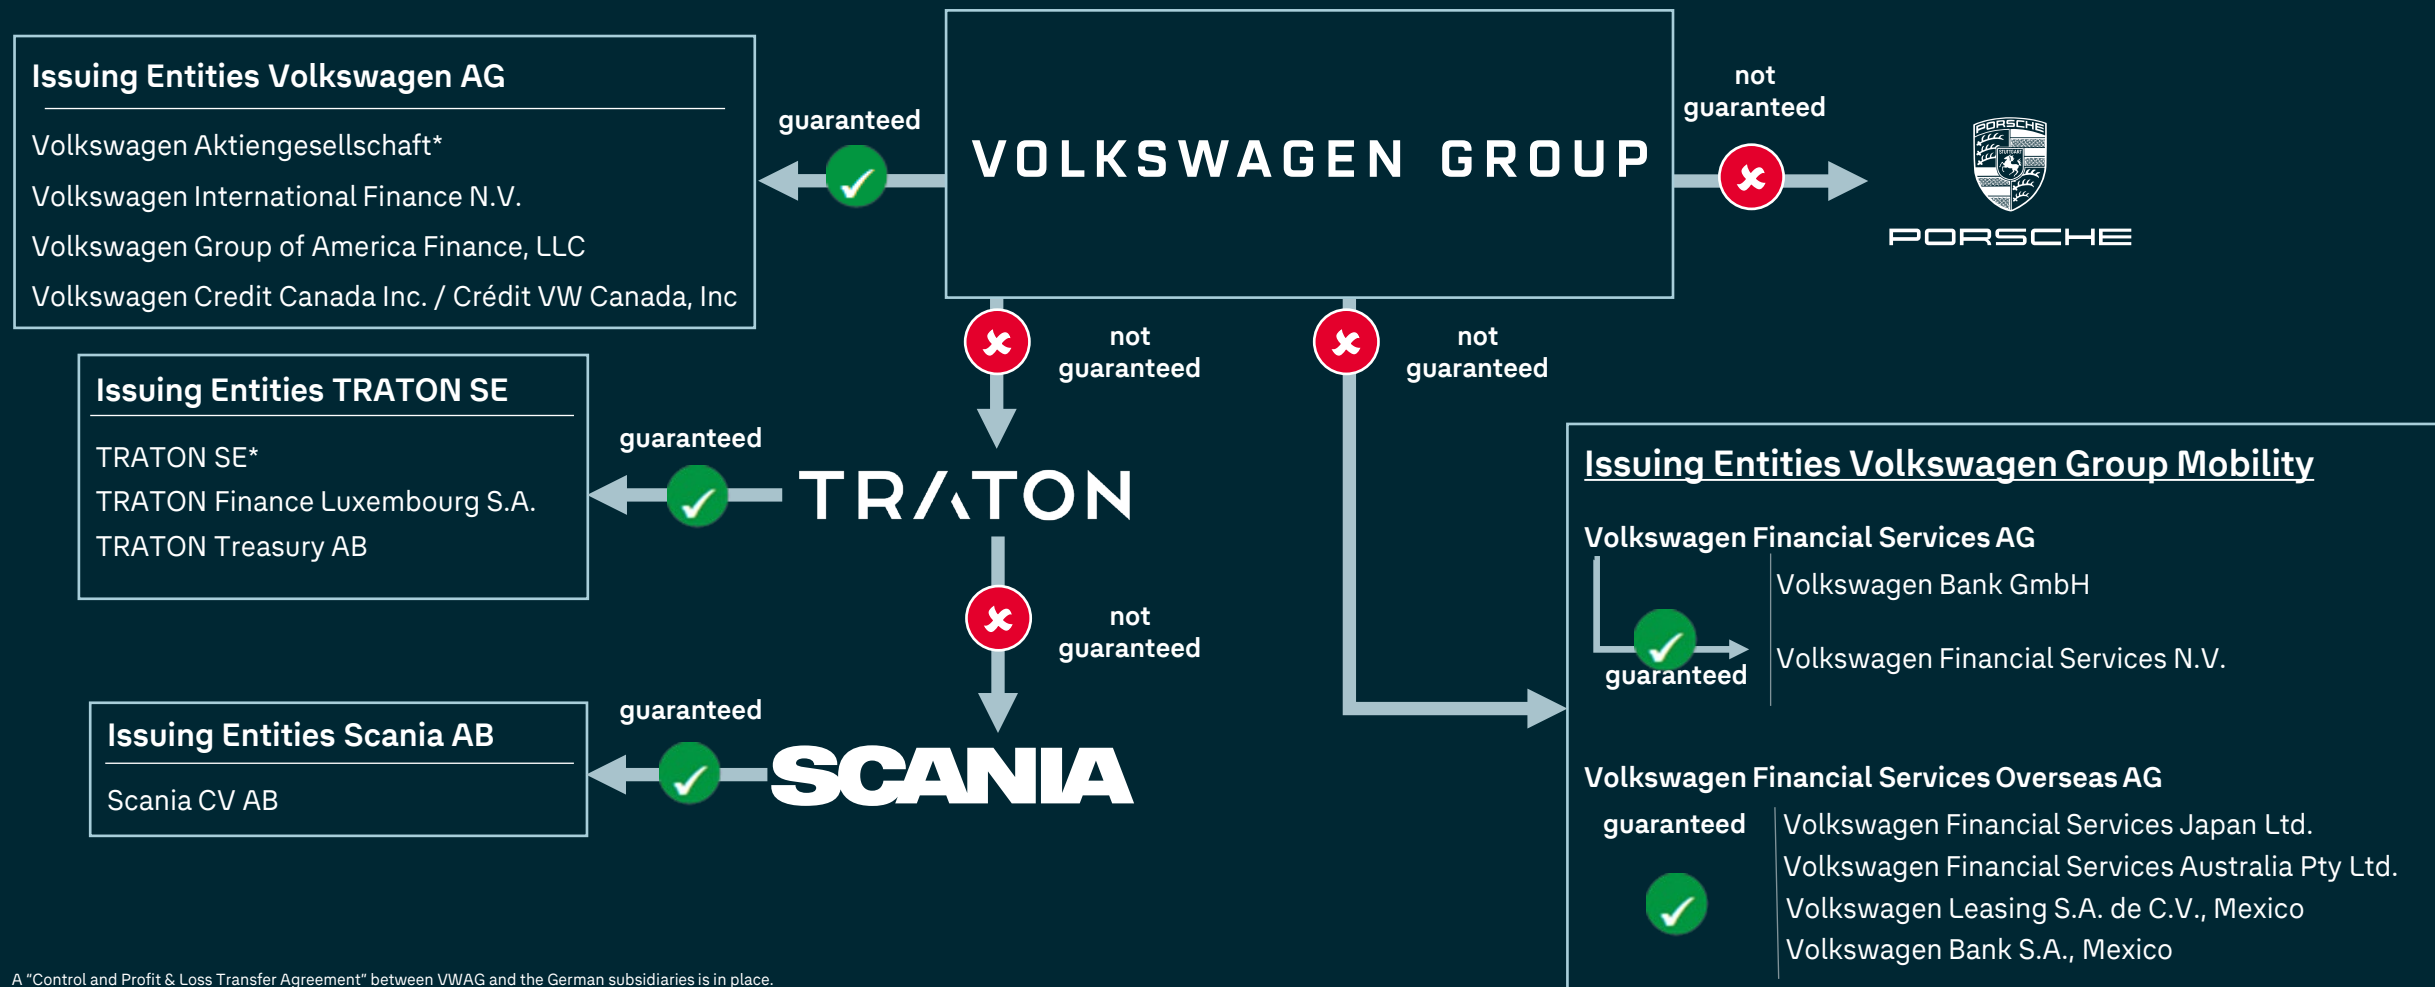 Issuing Entities Volkswagen AG
Volkswagen Aktiengesellschaft*
Volkswagen International Finance N.V.
Volkswagen Group of America Finance, LLC
Volkswagen Credit Canada Inc. / Crédit VW Canada, Inc
guaranteed
VOLKSWAGEN GROUP
not
guaranteed
PORSCHE
STUTTGART
PORSCHE
not
guaranteed
not
guaranteed
Issuing Entities TRATON SE
TRATON SE*
TRATON Finance Luxembourg S.A.
TRATON Treasury AB
guaranteed
TRATON
not
guaranteed
Issuing Entities Scania AB
Scania CV AB
guaranteed
SCANIA
Issuing Entities Volkswagen Group Mobility
Volkswagen Financial Services AG
Volkswagen Bank GmbH
Volkswagen Financial Services N.V.
guaranteed
Volkswagen Financial Services Overseas AG
guaranteed
Volkswagen Financial Services Japan Ltd.
Volkswagen Financial Services Australia Pty Ltd.
Volkswagen Leasing S.A. de C.V., Mexico
Volkswagen Bank S.A., Mexico
A “Control and Profit & Loss Transfer Agreement” between VWAG and the German subsidiaries is in place.